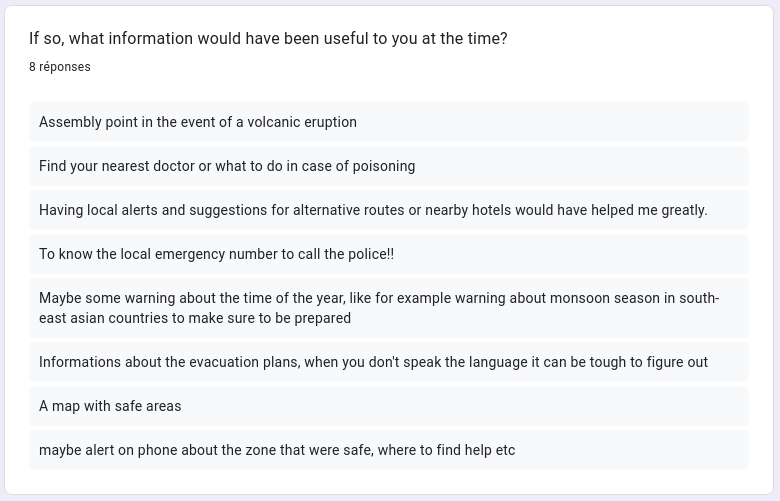 If so, what information would have been useful to you at the time?
8 réponses
Assembly point in the event of a volcanic eruption
Find your nearest doctor or what to do in case of poisoning
Having local alerts and suggestions for alternative routes or nearby hotels would have helped me greatly.
To know the local emergency number to call the police!!
Maybe some warning about the time of the year, like for example warning about monsoon season in south-
east asian countries to make sure to be prepared
Informations about the evacuation plans, when you don't speak the language it can be tough to figure out
A map with safe areas
maybe alert on phone about the zone that were safe, where to find help etc